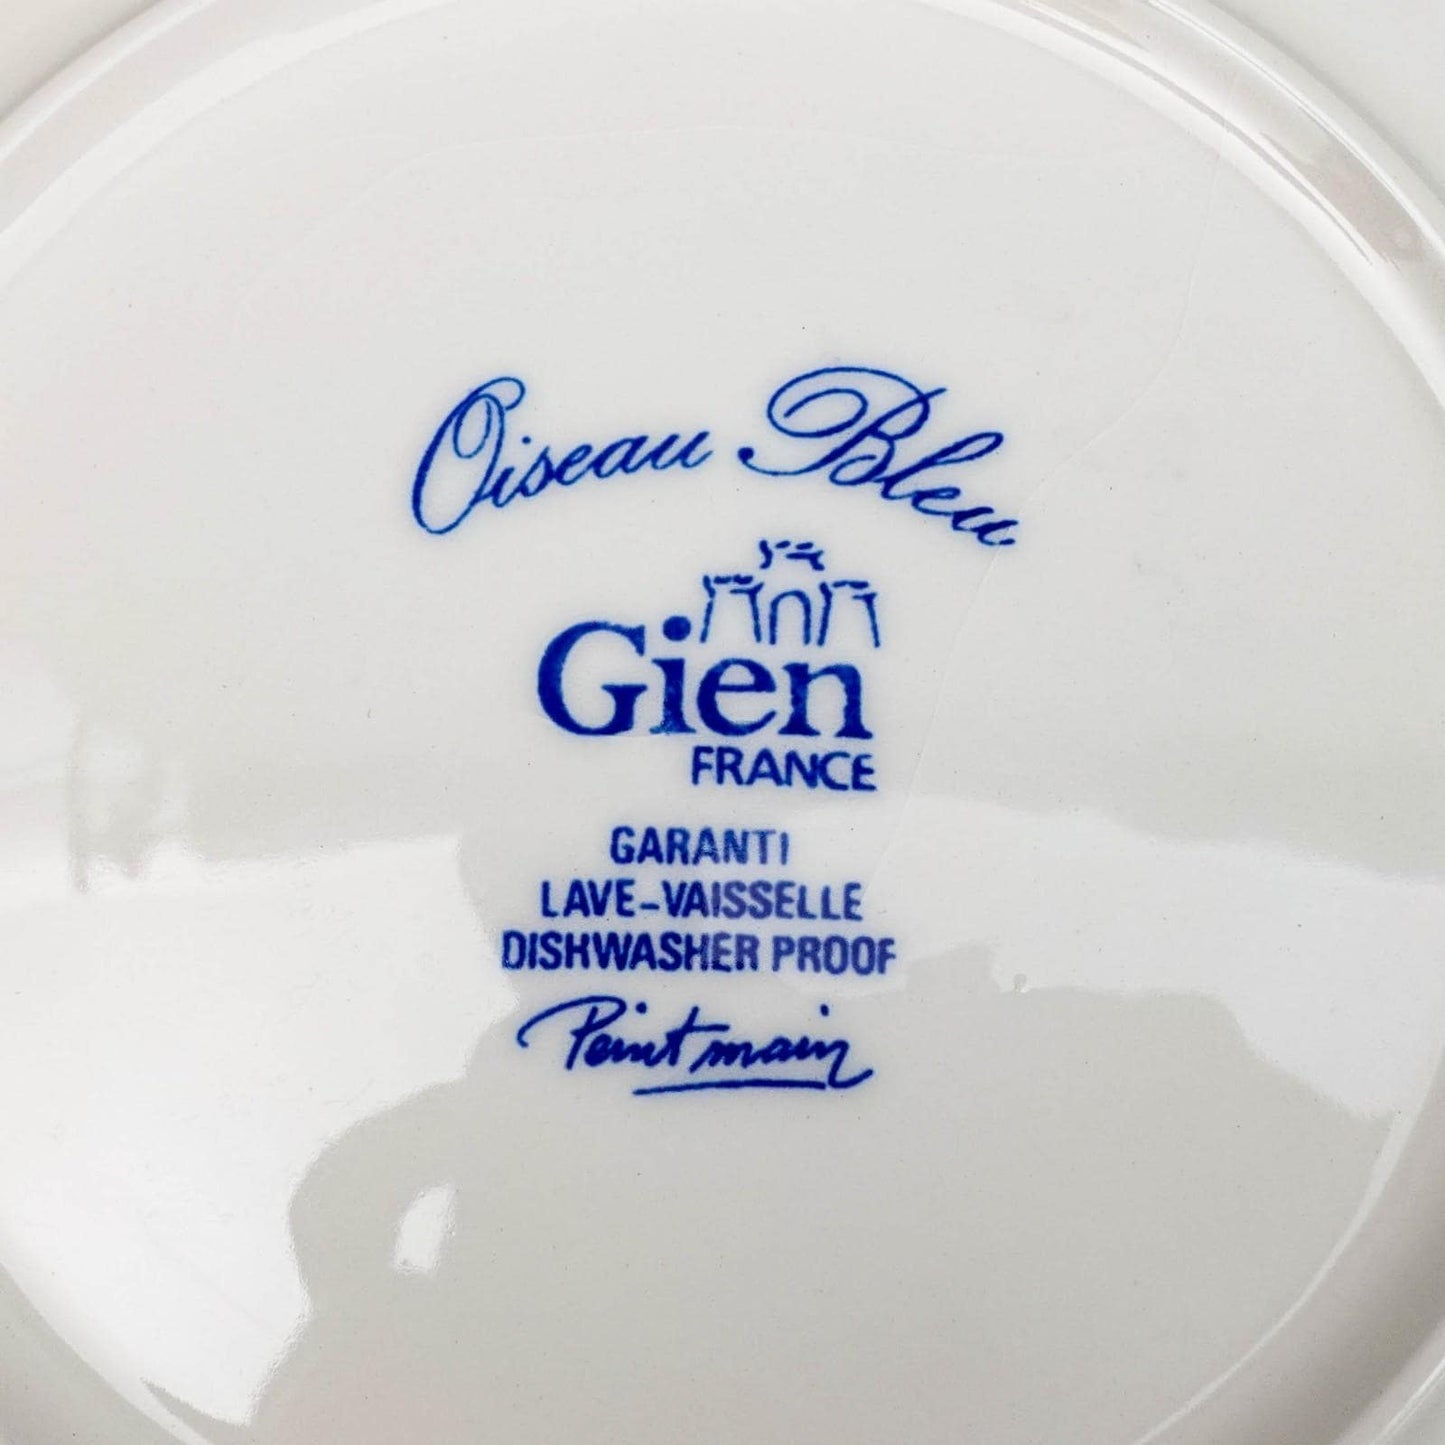 Oiseau Bleu
Gien
FRANCE
GARANTI
LAVE-VAISSELLE
DISHWASHER PROOF
Peint main